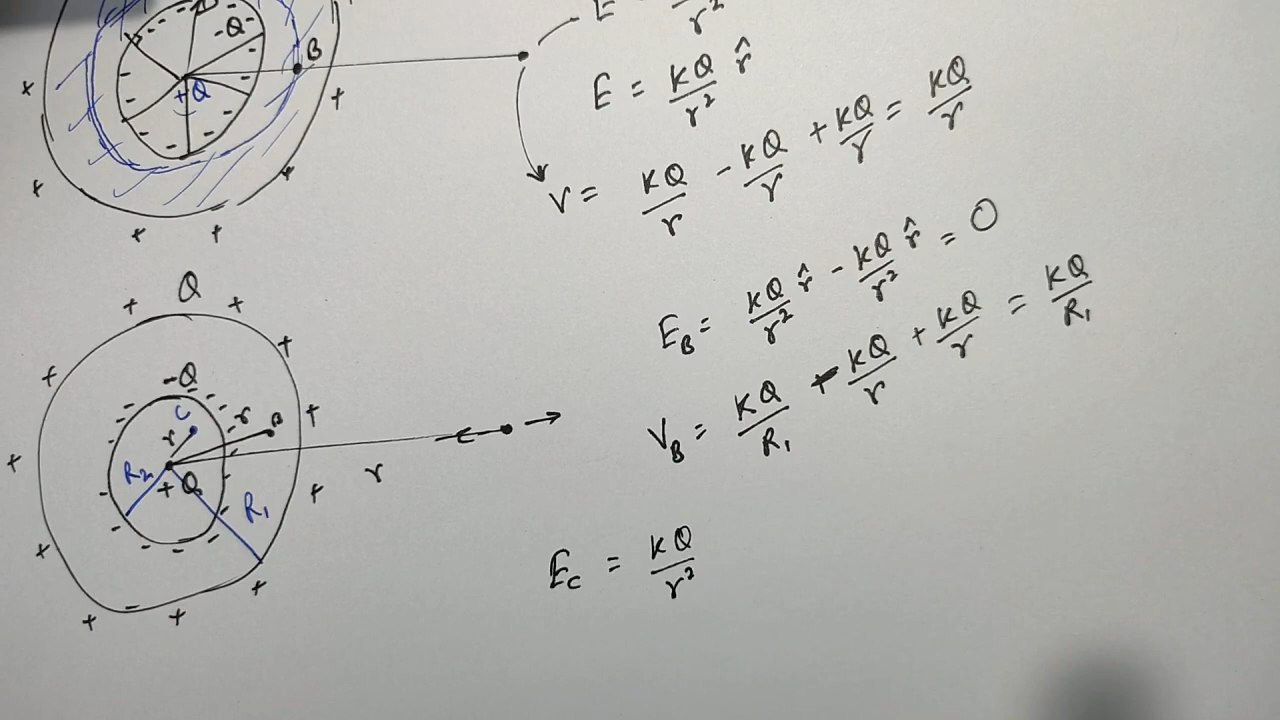 - E = / r²
E = kQ/r² r̂
V = kQ/r - kQ/r + kQ/r = kQ/r
-Q
B
+Q
E_B = kQ/r² r̂ - kQ/r² r̂ = 0
V_B = kQ/R₁ + kQ/r + kQ/r = kQ/R₁
Q
-Q
C
r
r
B
R₂
+Q
R₁
r
E_C = kQ/r²